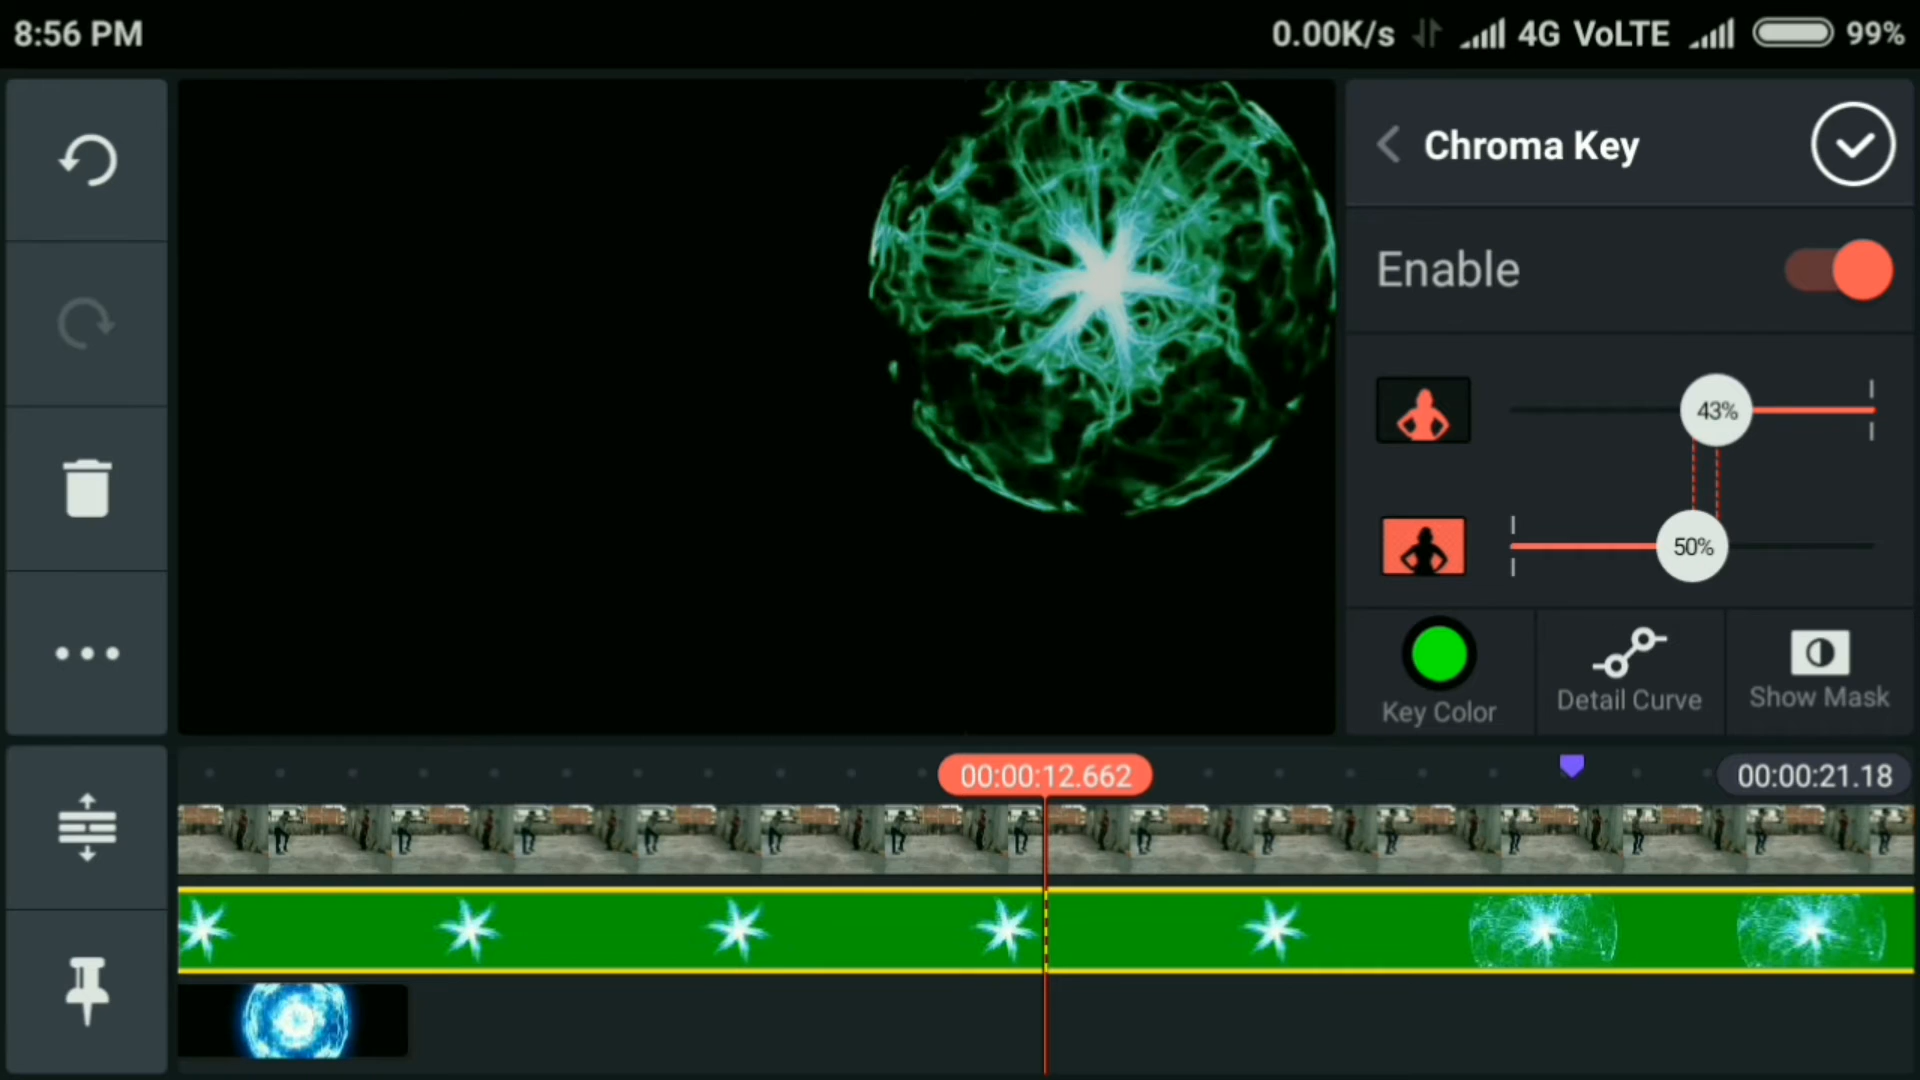 8:56 PM
0.00K/s 4G VoLTE 99%
Chroma Key
Enable
43%
50%
Key Color
Detail Curve
Show Mask
00:00:12.662
00:00:21.18